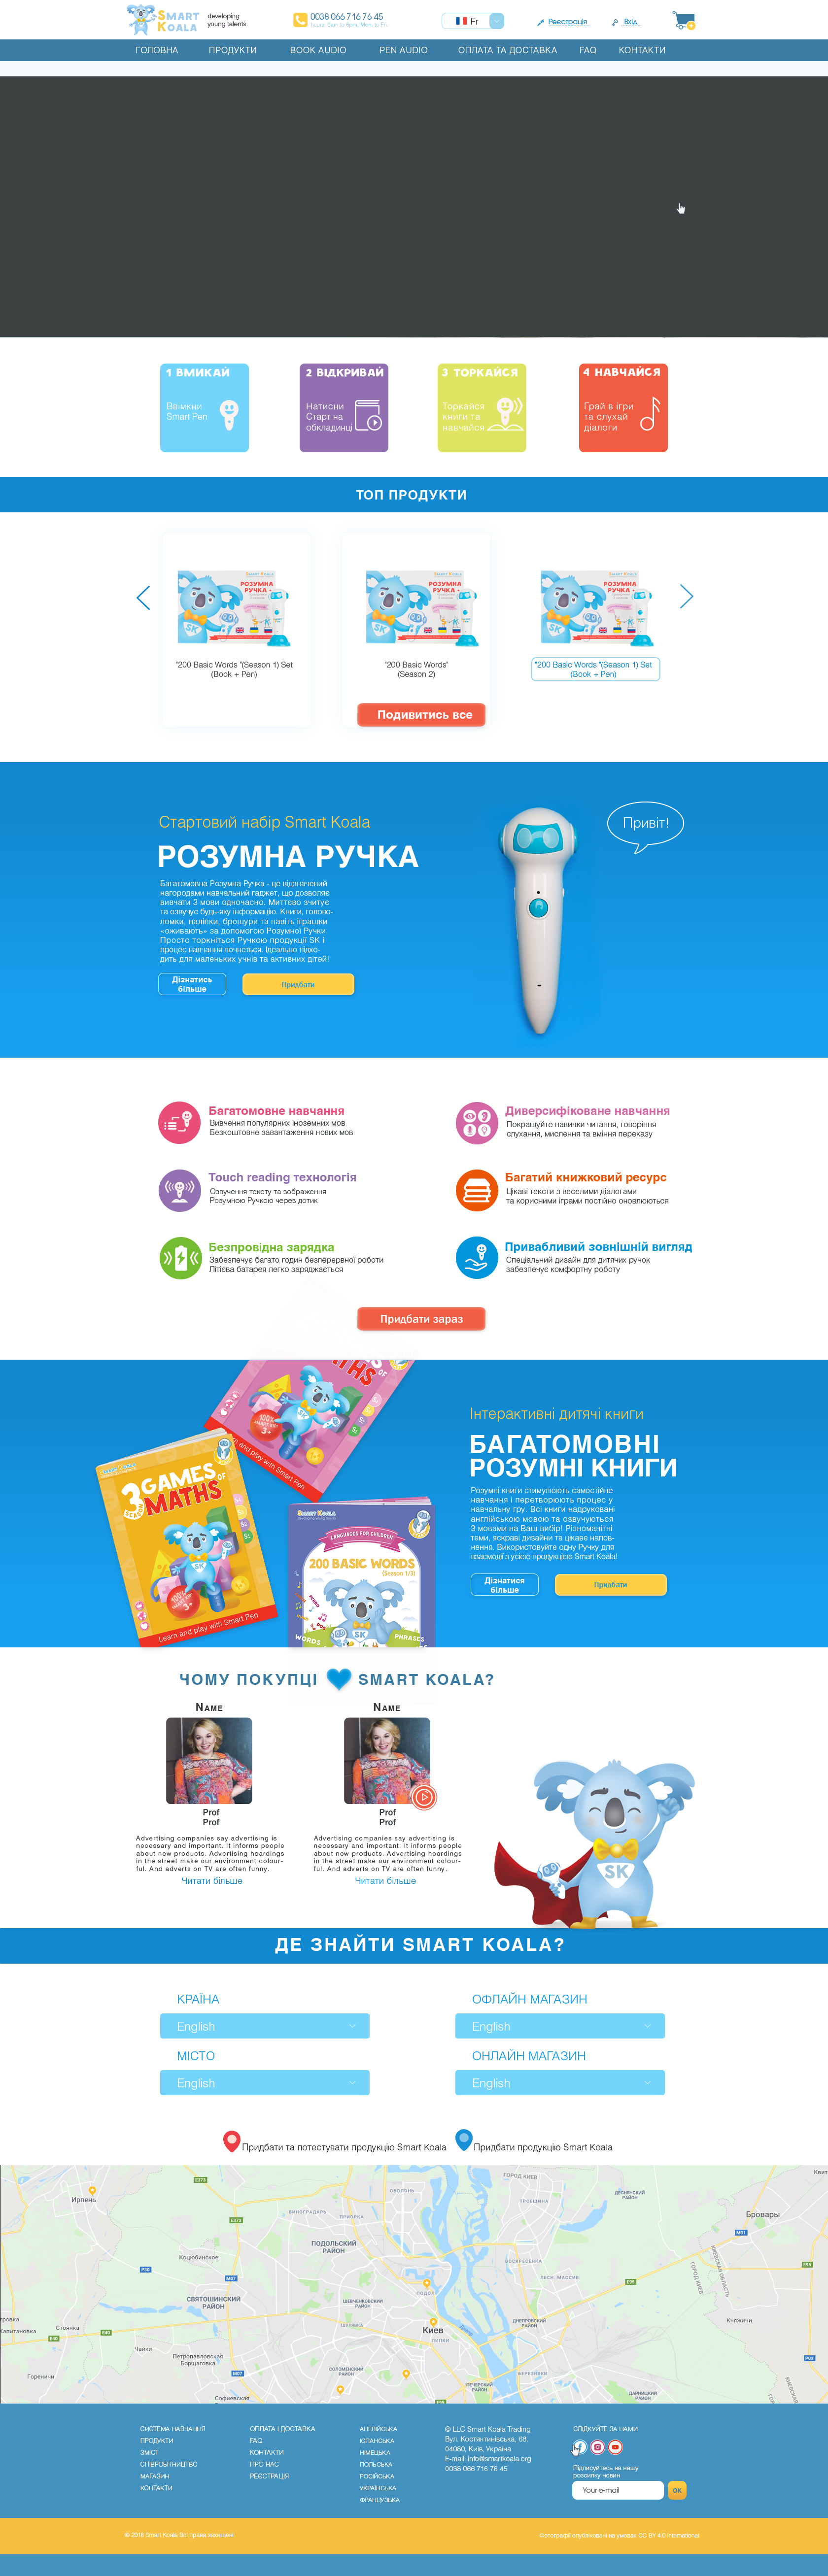 Smart Koala
developing
young talents
0038 066 716 76 45
hours: 9am to 6pm. Mon. to Fri.
Fr
Реєстрація
Вхід
ГОЛОВНА
ПРОДУКТИ
BOOK AUDIO
PEN AUDIO
ОПЛАТА ТА ДОСТАВКА
FAQ
КОНТАКТИ
1 ВМИКАЙ
Ввімкни
Smart Pen
2 ВІДКРИВАЙ
Натисни
Старт на
обкладинці
3 ТОРКАЙСЯ
Торкайся
книги та
навчайся
4 НАВЧАЙСЯ
Грай в ігри
та слухай
діалоги
ТОП ПРОДУКТИ
"200 Basic Words "(Season 1) Set
(Book + Pen)
"200 Basic Words"
(Season 2)
"200 Basic Words "(Season 1) Set
(Book + Pen)
Подивитись все
Стартовий набір Smart Koala
РОЗУМНА РУЧКА
Багатомовна Розумна Ручка - це відзначений
нагородами навчальний гаджет, що дозволяє
вивчати 3 мови одночасно. Миттєво зчитує
та озвучує будь-яку інформацію. Книги, голово-
ломки, наліпки, брошури та навіть іграшки
«оживають» за допомогою Розумної Ручки.
Просто торкніться Ручкою продукції SK і
процес навчання почнеться. Ідеально підхо-
дить для маленьких учнів та активних дітей!
Дізнатись
більше
Придбати
Привіт!
Багатомовне навчання
Вивчення популярних іноземних мов
Безкоштовне завантаження нових мов
Диверсифіковане навчання
Покращуйте навички читання, говоріння
слухання, мислення та вміння переказу
Touch reading технологія
Озвучення тексту та зображення
Розумною Ручкою через дотик
Багатий книжковий ресурс
Цікаві тексти з веселими діалогами
та корисними іграми постійно оновлюються
Безпровідна зарядка
Забезпечує багато годин безперервної роботи
Літієва батарея легко заряджається
Привабливий зовнішній вигляд
Спеціальний дизайн для дитячих ручок
забезпечує комфортну роботу
Придбати зараз
3 GAMES OF
MATHS
Learn and play with Smart Pen
Smart Koala
LANGUAGES FOR CHILDREN
200 BASIC WORDS
(Season 1/3)
WORDS
PHRASES
SK
Інтерактивні дитячі книги
БАГАТОМОВНІ
РОЗУМНІ КНИГИ
Розумні книги стимулюють самостійне
навчання і перетворюють процес у
навчальну гру. Всі книги надруковані
англійською мовою та озвучуються
3 мовами на Ваш вибір! Різноманітні
теми, яскраві дизайни та цікаве напов-
нення. Використовуйте одну Ручку для
взаємодії з усією продукцією Smart Koala!
Дізнатися
більше
Придбати
ЧОМУ ПОКУПЦІ SMART KOALA?
Name
Prof
Prof
Advertising companies say advertising is
necessary and important. It informs people
about new products. Advertising hoardings
in the street make our environment colour-
ful. And adverts on TV are often funny.
Читати більше
Name
Prof
Prof
Advertising companies say advertising is
necessary and important. It informs people
about new products. Advertising hoardings
in the street make our environment colour-
ful. And adverts on TV are often funny.
Читати більше
SK
ДЕ ЗНАЙТИ SMART KOALA?
КРАЇНА
English
ОФЛАЙН МАГАЗИН
English
МІСТО
English
ОНЛАЙН МАГАЗИН
English
Придбати та потестувати продукцію Smart Koala
Придбати продукцію Smart Koala
Ирпень
Коцюбинское
ПОДОЛЬСКИЙ
РАЙОН
СВЯТОШИНСКИЙ
РАЙОН
Бровары
Киев
Стоянка
Чайки
Петропавловская
Борщаговка
Гореничи
Софиевская
Княжичи
СИСТЕМА НАВЧАННЯ
ПРОДУКТИ
ЗМІСТ
СПІВРОБІТНИЦТВО
МАГАЗИН
КОНТАКТИ
ОПЛАТА І ДОСТАВКА
FAQ
КОНТАКТИ
ПРО НАС
РЕЄСТРАЦІЯ
АНГЛІЙСЬКА
ІСПАНСЬКА
НІМЕЦЬКА
ПОЛЬСЬКА
РОСІЙСЬКА
УКРАЇНСЬКА
ФРАНЦУЗЬКА
© LLC Smart Koala Trading
Вул. Костянтинівська, 68,
04080, Київ, Україна
E-mail: info@smartkoala.org
0038 066 716 76 45
СЛІДКУЙТЕ ЗА НАМИ
Підписуйтесь на нашу
розсилку новин
Your e-mail
OK
© 2016 Smart Koala Всі права захищені
Фотографії опубліковані на умовах CC BY 4.0 International